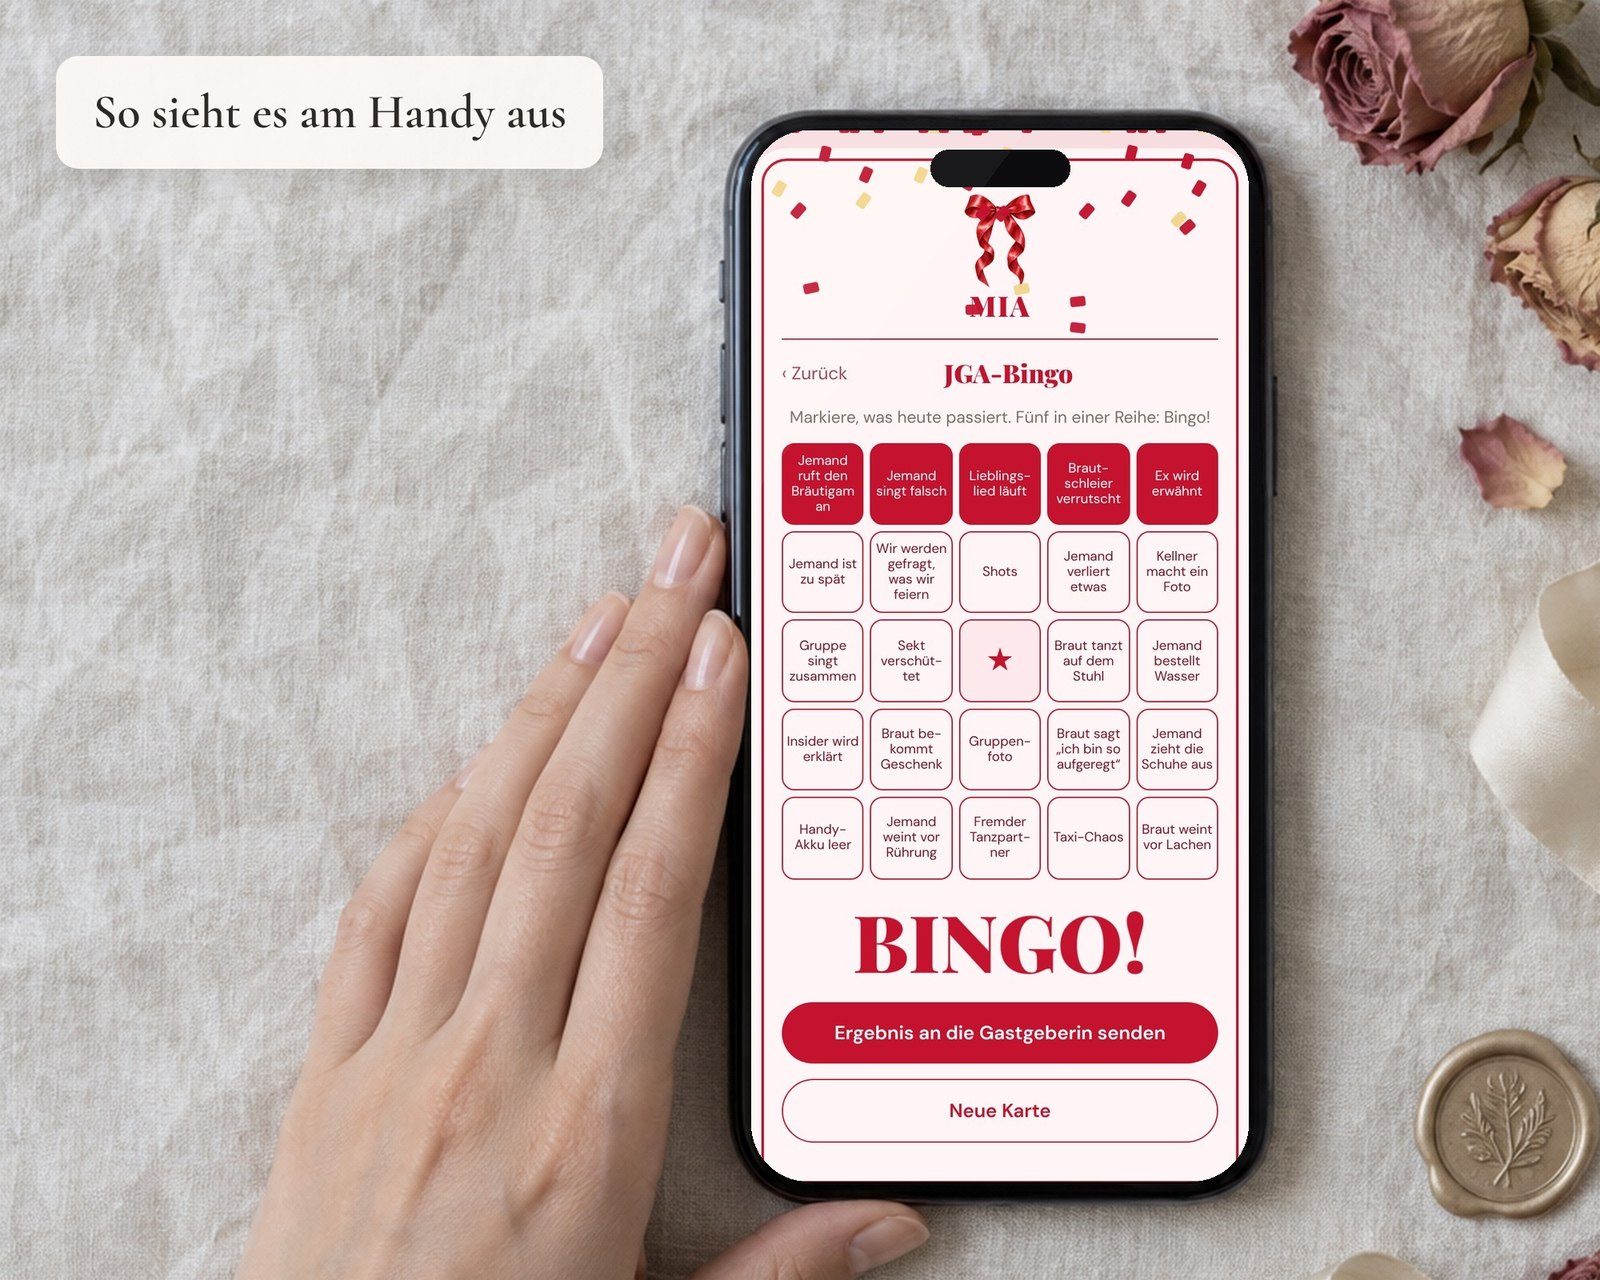 So sieht es am Handy aus
MIA
‹ Zurück
JGA-Bingo
Markiere, was heute passiert. Fünf in einer Reihe: Bingo!
Jemand
ruft den
Bräutigam
an
Jemand
singt falsch
Lieblings-
lied läuft
Braut-
schleier
verrutscht
Ex wird
erwähnt
Jemand ist
zu spät
Wir werden
gefragt,
was wir
feiern
Shots
Jemand
verliert
etwas
Kellner
macht ein
Foto
Gruppe
singt
zusammen
Sekt
verschüt-
tet
★
Braut tanzt
auf dem
Stuhl
Jemand
bestellt
Wasser
Insider wird
erklärt
Braut be-
kommt
Geschenk
Gruppen-
foto
Braut sagt
„ich bin so
aufgeregt“
Jemand
zieht die
Schuhe aus
Handy-
Akku leer
Jemand
weint vor
Rührung
Fremder
Tanzpart-
ner
Taxi-Chaos
Braut weint
vor Lachen
BINGO!
Ergebnis an die Gastgeberin senden
Neue Karte